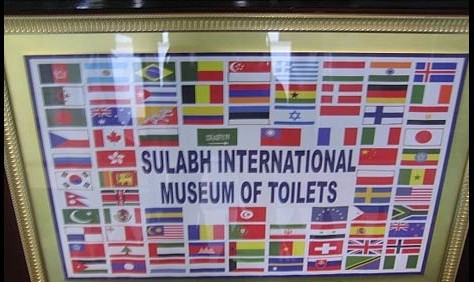 SULABH INTERNATIONAL
MUSEUM OF TOILETS